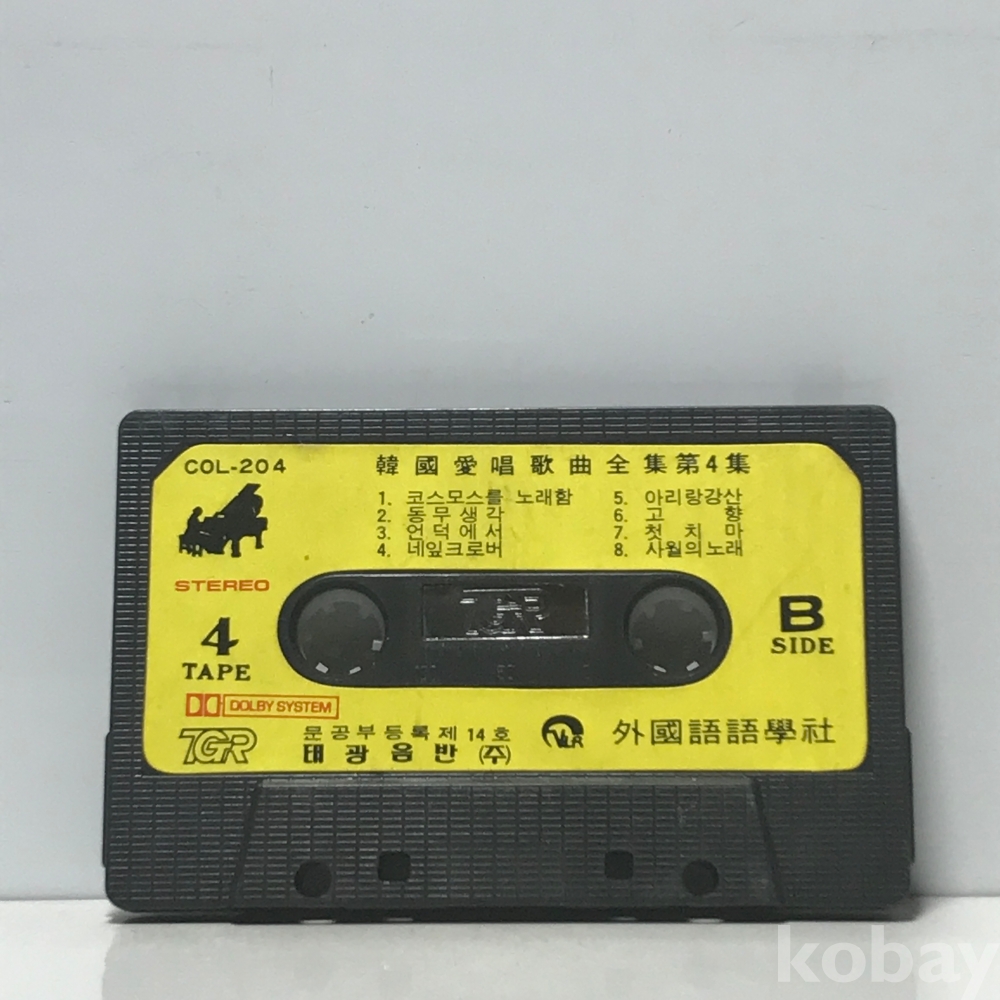 COL-204
韓國愛唱歌曲全集第4集
1. 코스모스를 노래함
2. 동무생각
3. 언덕에서
4. 네잎크로버
5. 아리랑강산
6. 고향
7. 첫치마
8. 사월의노래
STEREO
4
TAPE
TGR
B
SIDE
DOLBY SYSTEM
TGR
문공부등록제 14호
태광음반 (주)
VLR
外國語語學社
kobay